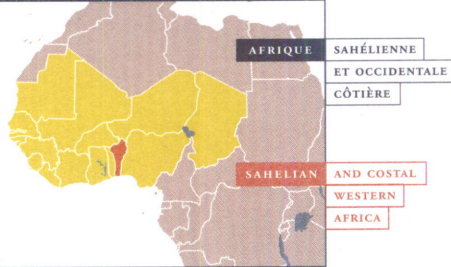 AFRIQUE SAHÉLIENNE
ET OCCIDENTALE
CÔTIÈRE
SAHELIAN AND COSTAL
WESTERN
AFRICA